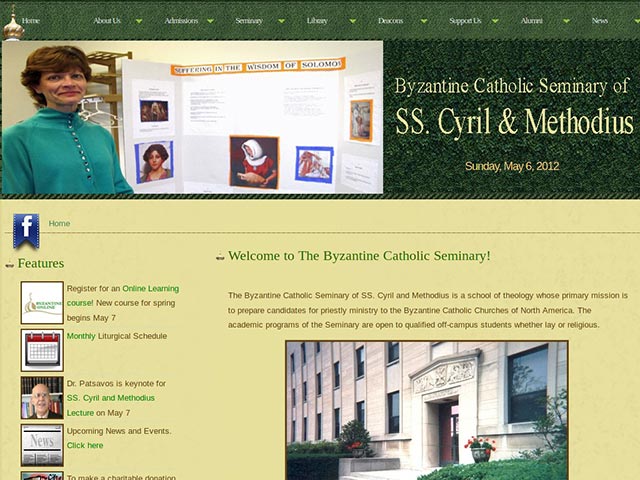 Home
About Us
Admissions
Seminary
Library
Deacons
Support Us
Alumni
News
SUFFERING IN THE WISDOM OF SOLOMON
Byzantine Catholic Seminary of
SS. Cyril & Methodius
Sunday, May 6, 2012
f
Home
Features
Register for an Online Learning
course! New course for spring
begins May 7
BYZANTINE
ONLINE
Monthly Liturgical Schedule
Dr. Patsavos is keynote for
SS. Cyril and Methodius
Lecture on May 7
News
Upcoming News and Events.
Click here
To make a charitable donation
Welcome to The Byzantine Catholic Seminary!
The Byzantine Catholic Seminary of SS. Cyril and Methodius is a school of theology whose primary mission is
to prepare candidates for priestly ministry to the Byzantine Catholic Churches of North America. The
academic programs of the Seminary are open to qualified off-campus students whether lay or religious.